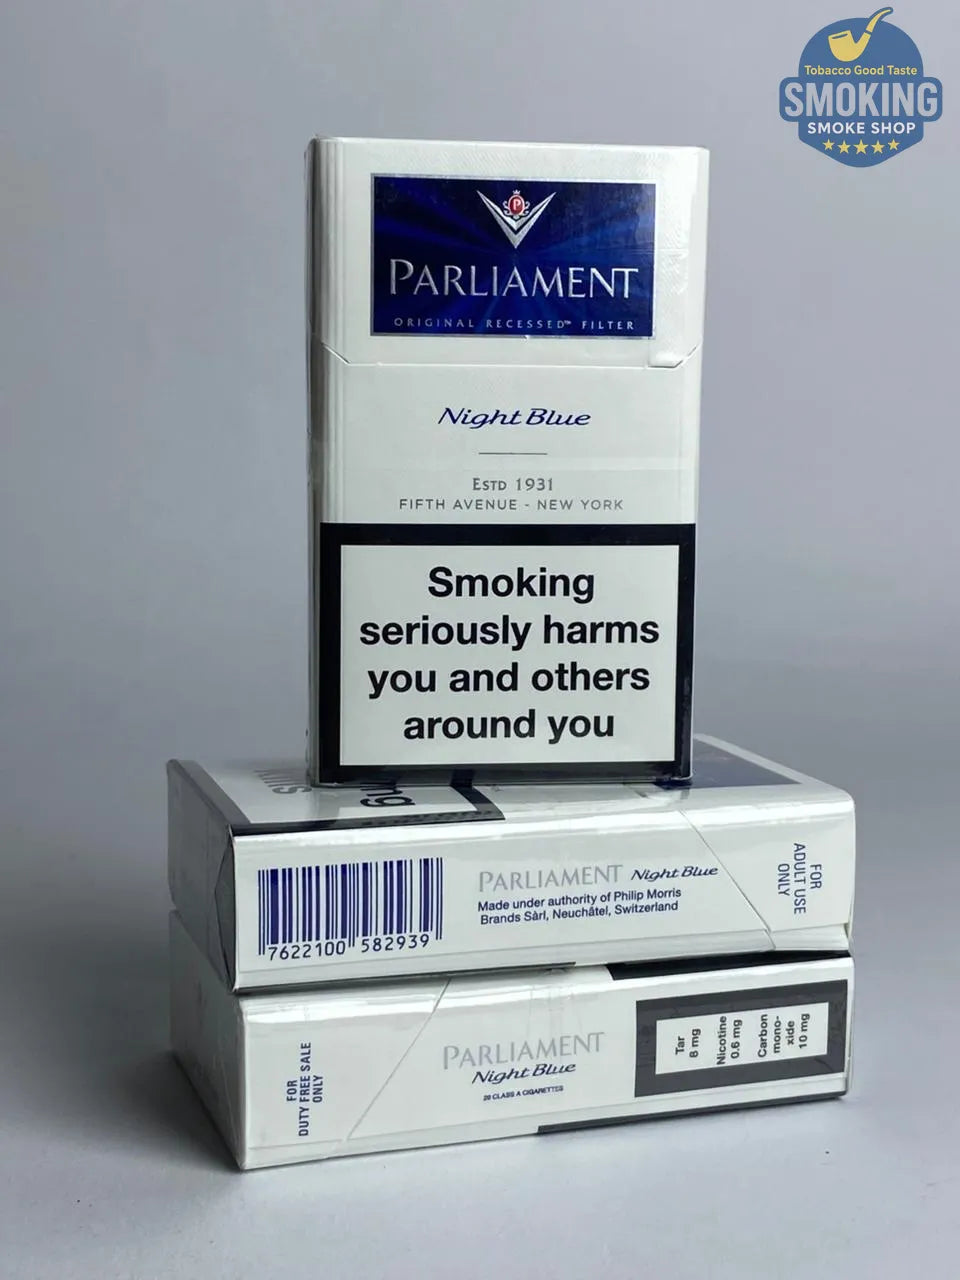 Tobacco Good Taste
SMOKING
SMOKE SHOP
P
PARLIAMENT
ORIGINAL RECESSED™ FILTER
Night Blue
ESTD 1931
FIFTH AVENUE - NEW YORK
Smoking
seriously harms
you and others
around you
7622100 582939
PARLIAMENT Night Blue
Made under authority of Philip Morris
Brands Sàrl, Neuchâtel, Switzerland
FOR
ADULT USE
ONLY
FOR
DUTY FREE SALE
ONLY
PARLIAMENT
Night Blue
20 CLASS A CIGARETTES
Tar
8 mg
Nicotine
0.6 mg
Carbon
mono-
xide
10 mg